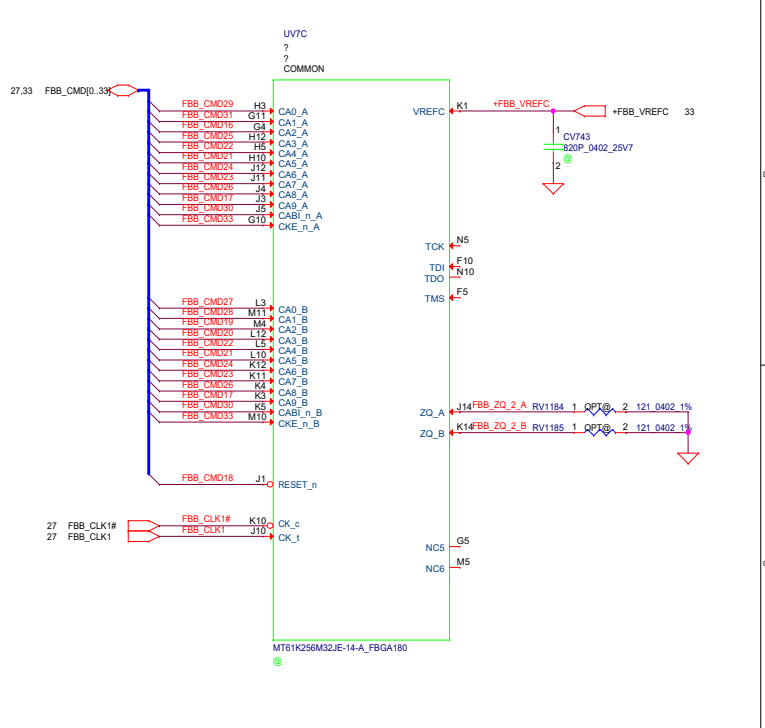 UV7C
?
?
COMMON
27,33 FBB_CMD[0..33]
FBB_CMD29 H3 CA0_A
FBB_CMD31 G11 CA1_A
FBB_CMD16 G4 CA2_A
FBB_CMD25 H12 CA3_A
FBB_CMD22 H5 CA4_A
FBB_CMD21 H10 CA5_A
FBB_CMD24 J12 CA6_A
FBB_CMD23 J11 CA7_A
FBB_CMD26 J4 CA8_A
FBB_CMD17 J3 CA9_A
FBB_CMD30 J5 CABI_n_A
FBB_CMD33 G10 CKE_n_A
VREFC K1 +FBB_VREFC +FBB_VREFC 33
1 CV743
820P_0402_25V7
@
2
TCK N5
TDI F10
TDO N10
TMS F5
FBB_CMD27 L3 CA0_B
FBB_CMD28 M11 CA1_B
FBB_CMD19 M4 CA2_B
FBB_CMD20 L12 CA3_B
FBB_CMD22 L5 CA4_B
FBB_CMD21 L10 CA5_B
FBB_CMD24 K12 CA6_B
FBB_CMD23 K11 CA7_B
FBB_CMD26 K4 CA8_B
FBB_CMD17 K3 CA9_B
FBB_CMD30 K5 CABI_n_B
FBB_CMD33 M10 CKE_n_B
ZQ_A J14 FBB_ZQ_2_A RV1184 1 OPT@ 2 121_0402_1%
ZQ_B K14 FBB_ZQ_2_B RV1185 1 OPT@ 2 121_0402_1%
FBB_CMD18 J1 RESET_n
27 FBB_CLK1# FBB_CLK1# K10 CK_c
27 FBB_CLK1 FBB_CLK1 J10 CK_t
NC5 G5
NC6 M5
MT61K256M32JE-14-A_FBGA180
@